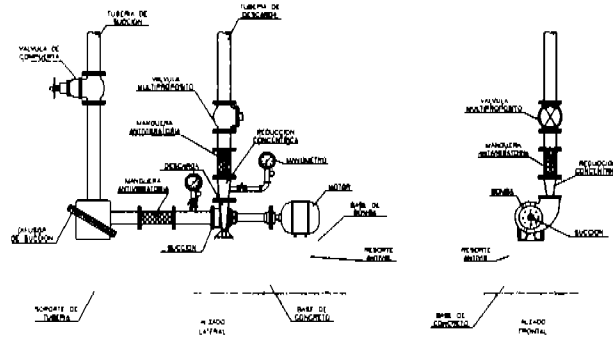 TUBERIA DE
SUCCION
TUBERIA DE
DESCARGA
VALVULA DE
COMPUERTA
VALVULA
MULTIPROPOSITO
VALVULA
MULTIPROPOSITO
MANGUERA
ANTIVIBRATORIA
REDUCCION
CONCENTRICA
MANOMETRO
MANGUERA
ANTIVIBRATORIA
REDUCCION
CONCENTRI
DESCARGA
MANGUERA
ANTIVIBRATORIA
MOTOR
BOMBA
DIFUSOR
DE SUCCION
BASE DE
BOMBA
SUCCION
SUCCION
RESORTE
ANTIVIB.
RESORTE
ANTIVIB.
SOPORTE DE
TUBERIA
BASE DE
CONCRETO
BASE DE
CONCRETO
ALZADO
LATERAL
ALZADO
FRONTAL